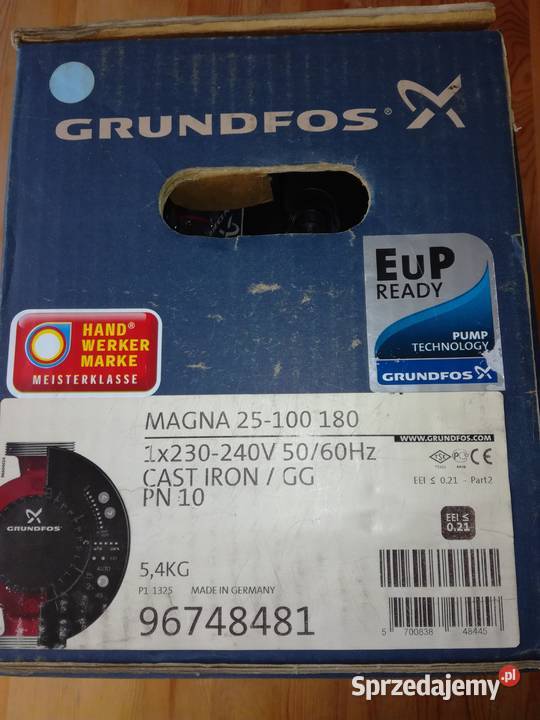 GRUNDFOS
EUP
READY
PUMP
TECHNOLOGY
GRUNDFOS
HAND
WERKER
MARKE
MEISTERKLASSE
MAGNA 25-100 180
WWW.GRUNDFOS.COM
1x230-240V 50/60Hz
CAST IRON / GG
PN 10
CE
EEI ≤ 0.21 - Part2
EEI ≤
0.21
GRUNDFOS
AUTO
5,4KG
P1 1325 MADE IN GERMANY
96748481
5 700838 48445
Sprzedajemy.pl